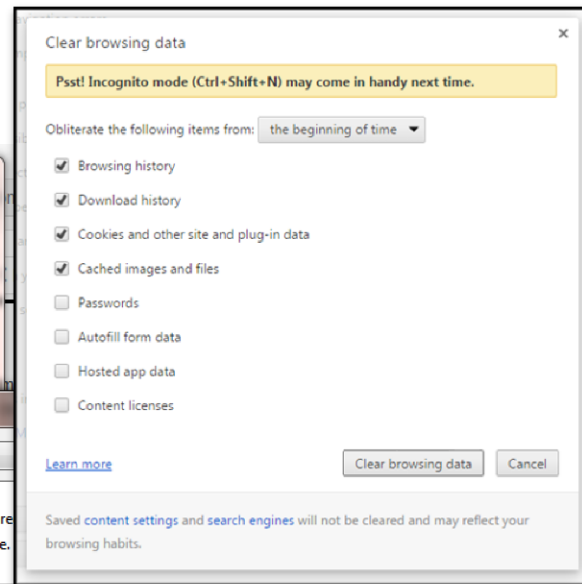 Clear browsing data
×
Psst! Incognito mode (Ctrl+Shift+N) may come in handy next time.
Obliterate the following items from: the beginning of time
Browsing history
Download history
Cookies and other site and plug-in data
Cached images and files
Passwords
Autofill form data
Hosted app data
Content licenses
Learn more Clear browsing data Cancel
Saved content settings and search engines will not be cleared and may reflect your
browsing habits.